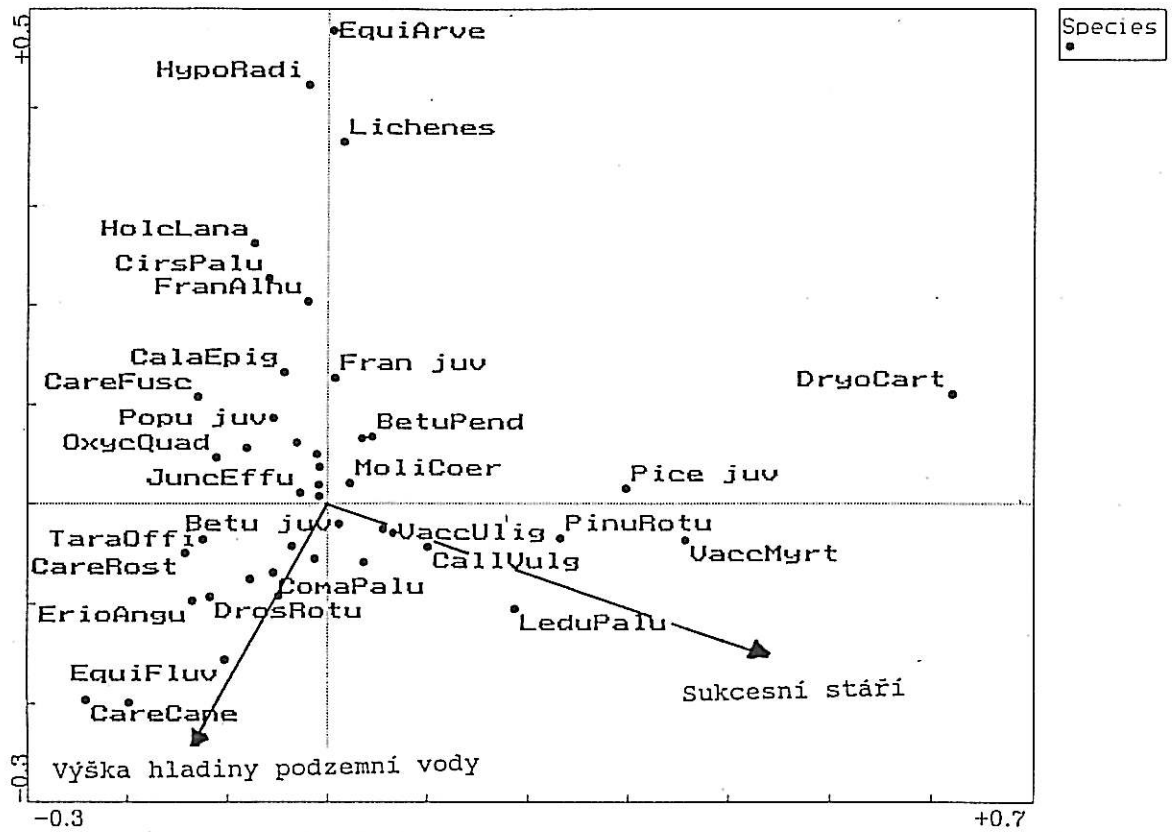 Species
+0.5
EquiArve
HypoRadi
Lichenes
HolcLana
CirsPalu
FranAlnu
CalaEpig
Fran juv
CareFusc
DryoCart
Popu juv
BetuPend
OxycQuad
MoliCoer
JuncEffu
Pice juv
Betu juv
VaccUlig
PinuRotu
TaraOffi
VaccMyrt
CareRost
CallVulg
ComaPalu
ErioAngu
DrosRotu
LeduPalu
EquiFluv
Sukcesní stáří
CareCane
Výška hladiny podzemní vody
-0.3
-0.3
+0.7